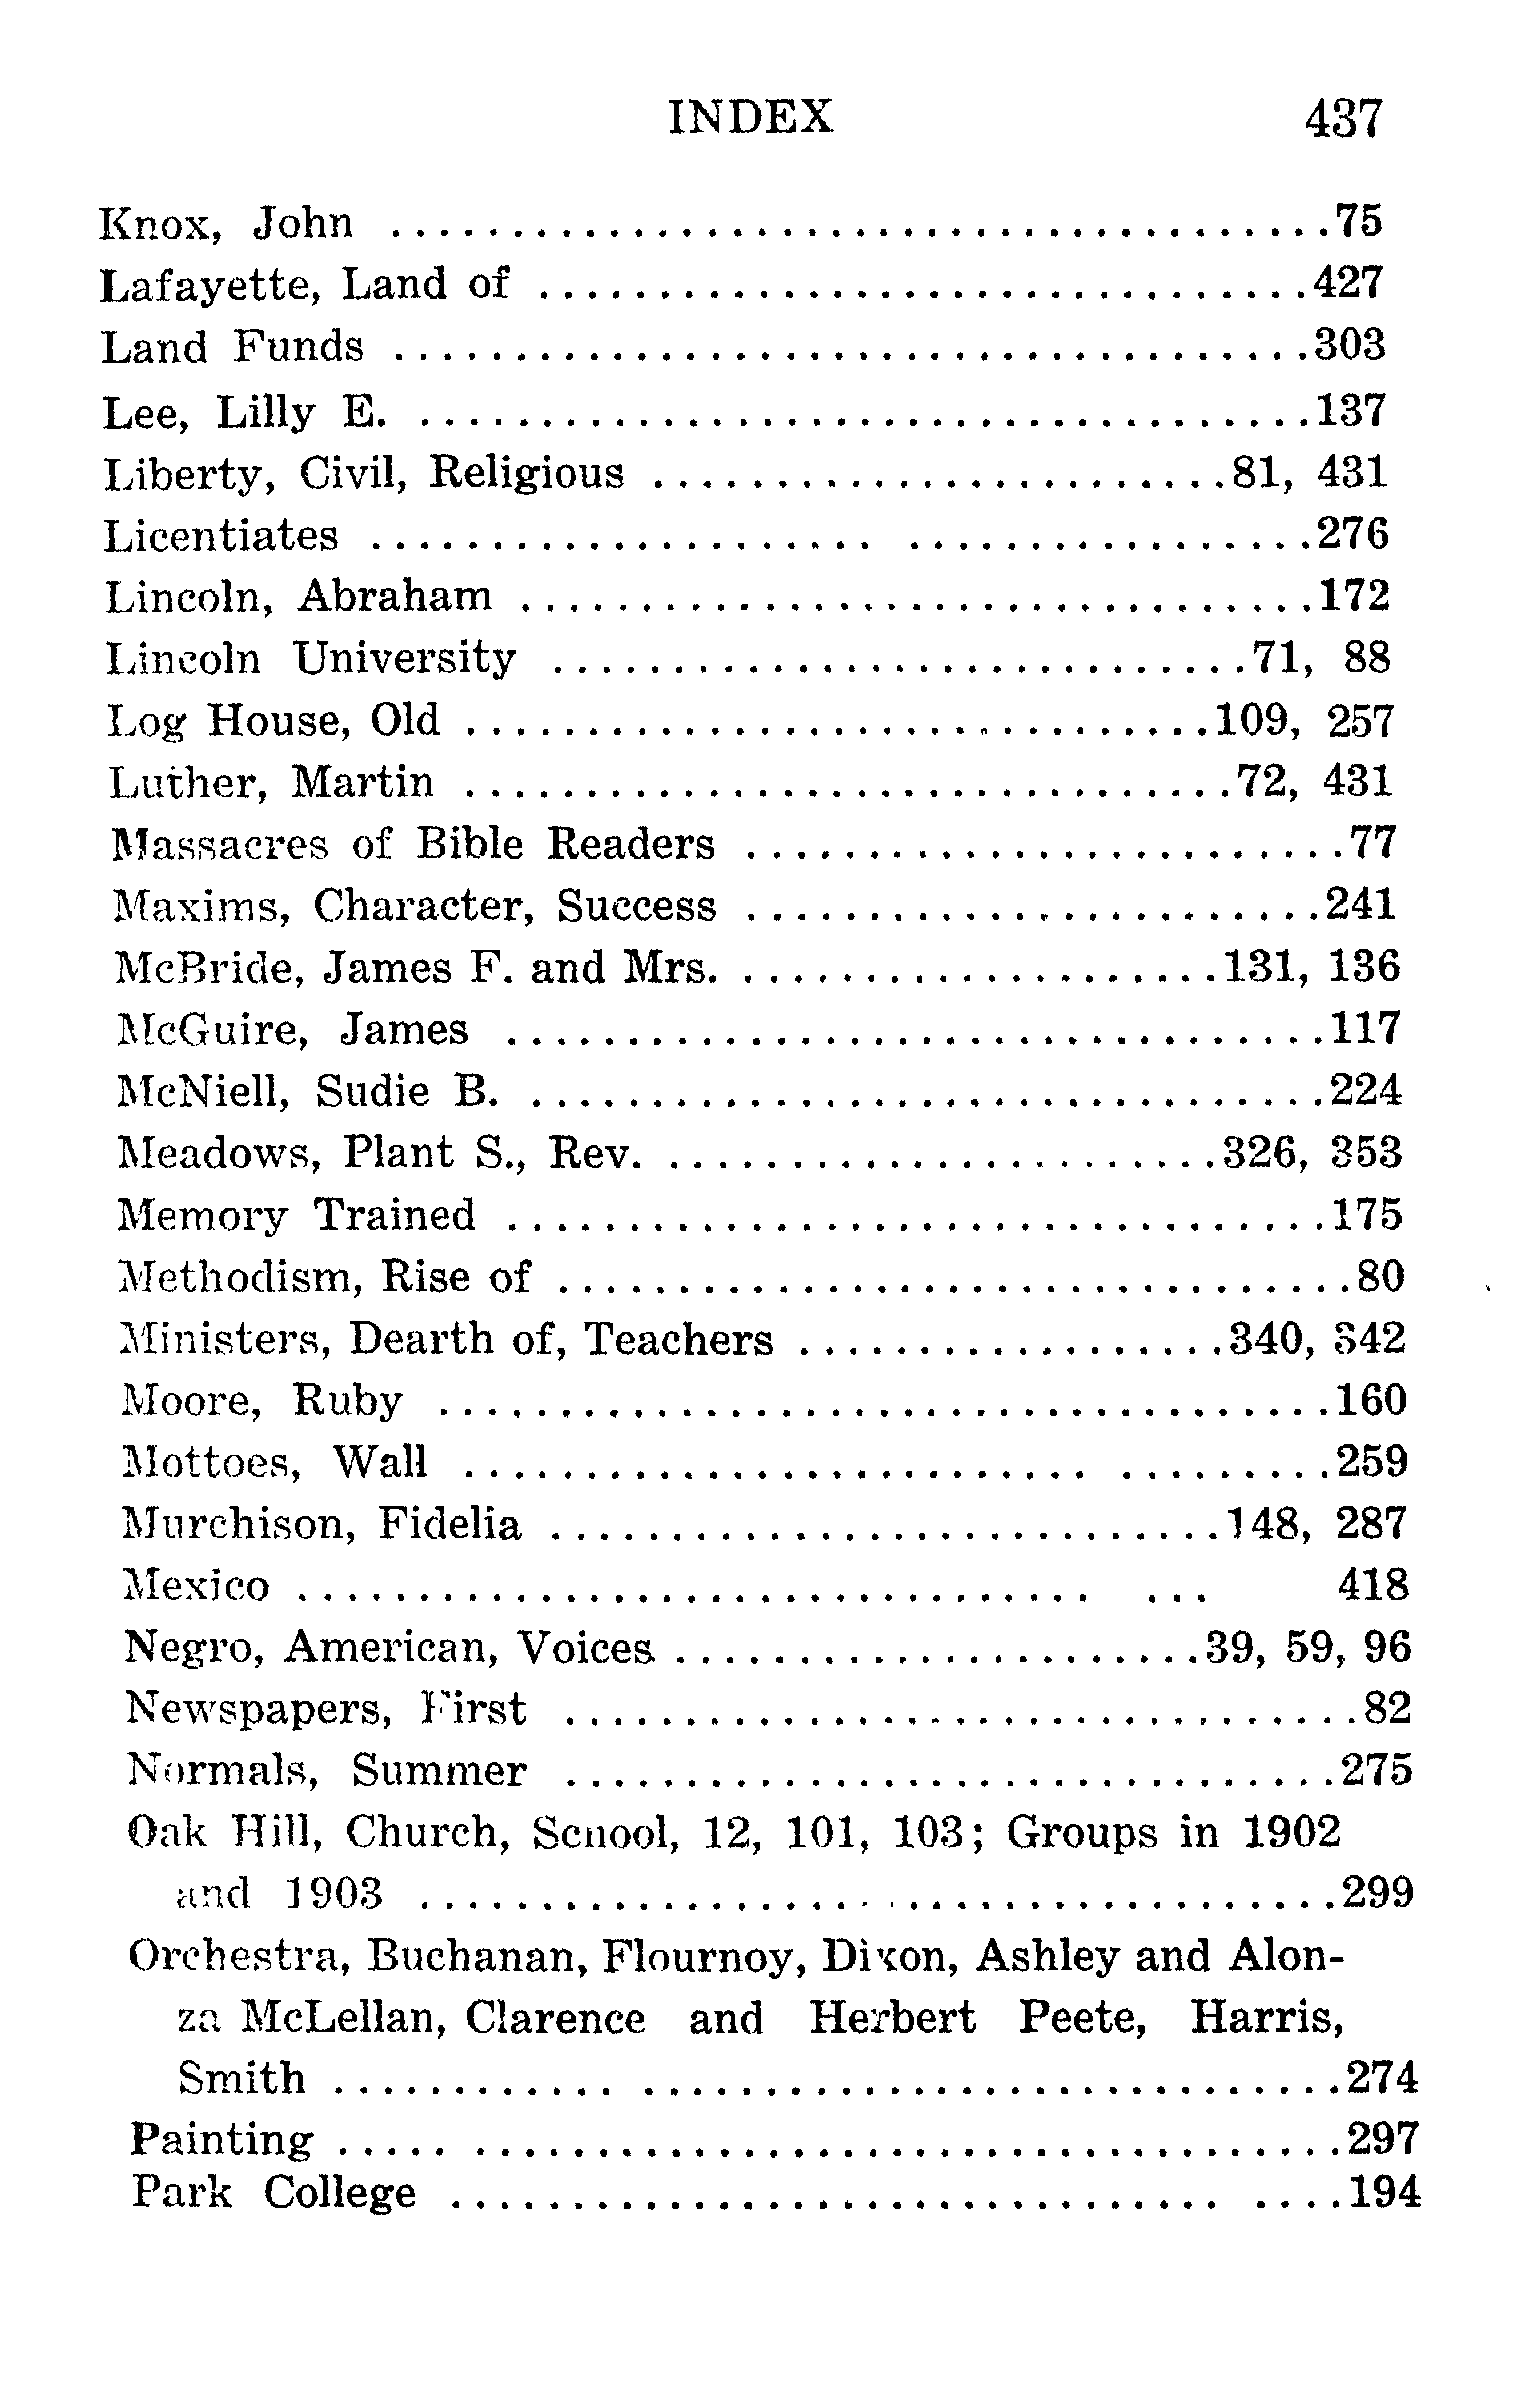 INDEX 437
Knox, John .......................................75
Lafayette, Land of ................................427
Land Funds ......................................303
Lee, Lilly E. .....................................137
Liberty, Civil, Religious ........................81, 431
Licentiates ..................... .................276
Lincoln, Abraham .................................172
Lincoln University .............................71, 88
Log House, Old ...............................109, 257
Luther, Martin ................................72, 431
Massacres of Bible Readers .........................77
Maxims, Character, Success ........................241
McBride, James F. and Mrs. ....................131, 136
McGuire, James ..................................117
McNiell, Sudie B. .................................224
Meadows, Plant S., Rev. .......................326, 353
Memory Trained ..................................175
Methodism, Rise of .................................80
Ministers, Dearth of, Teachers ..................340, 342
Moore, Ruby .....................................160
Mottoes, Wall .......................... .........259
Murchison, Fidelia ............................148, 287
Mexico ................................. ... 418
Negro, American, Voices ......................39, 59, 96
Newspapers, First .................................82
Normals, Summer ................................275
Oak Hill, Church, School, 12, 101, 103; Groups in 1902
and 1903 ......................................299
Orchestra, Buchanan, Flournoy, Dixon, Ashley and Alon-
za McLellan, Clarence and Herbert Peete, Harris,
Smith ............ .............................274
Painting ..... ....................................297
Park College ................................ ....194